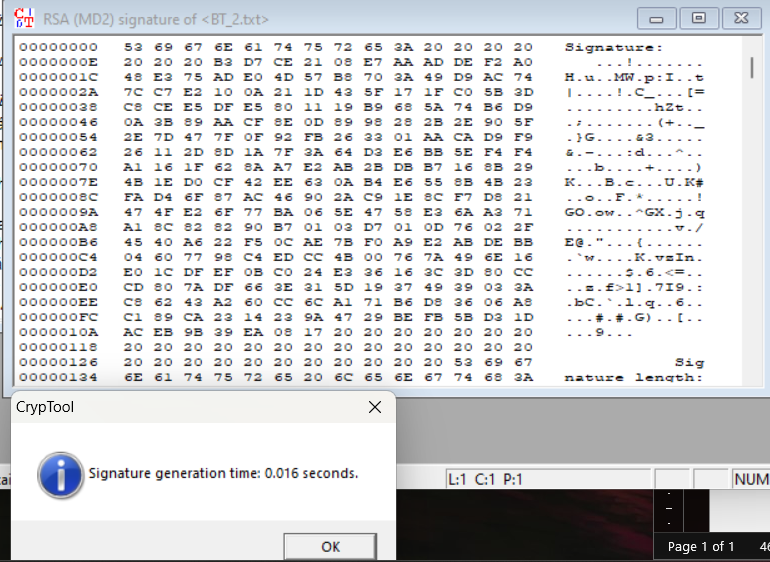 RSA (MD2) signature of <BT_2.txt>
00000000 53 69 67 6E 61 74 75 72 65 3A 20 20 20 20 Signature:
0000000E 20 20 20 B3 D7 CE 21 08 E7 AA AD DE F2 A0 ...!.......
0000001C 48 E3 75 AD E0 4D 57 B8 70 3A 49 D9 AC 74 H.u..MW.p:I..t
0000002A 7C C7 E2 10 0A 21 1D 43 5F 17 1F C0 5B 3D |....!.C_...[=
00000038 C8 CE E5 DF E5 80 11 19 B9 68 5A 74 B6 D9 .........hZt..
00000046 0A 3B 89 AA CF 8E 0D 89 98 28 2B 2E 90 5F .;.......(+.._
00000054 2E 7D 47 7F 0F 92 FB 26 33 01 AA CA D9 F9 .}G....&3.....
00000062 26 11 2D 8D 1A 7F 3A 64 D3 E6 BB 5E F4 F4 &.-...:d...^..
00000070 A1 16 1F 62 8A A7 E2 AB 2B DB B7 16 8B 29 ...b....+....)
0000007E 4B 1E D0 CF 42 EE 63 0A B4 E6 55 8B 4B 23 K...B.c...U.K#
0000008C FA D4 6F 87 AC 46 90 2A C9 1E 8C F7 D8 21 ..o..F.*.....!
0000009A 47 4F E2 6F 77 BA 06 5E 47 58 E3 6A A3 71 GO.ow..^GX.j.q
000000A8 A1 8C 82 82 90 B7 01 03 D7 01 0D 76 02 2F ...........v./
000000B6 45 40 A6 22 F5 0C AE 7B F0 A9 E2 AB DE BB E@."...{......
000000C4 04 60 77 98 C4 ED CC 4B 00 76 7A 49 6E 16 .`w....K.vzIn.
000000D2 E0 1C DF EF 0B C0 24 E3 36 16 3C 3D 80 CC ......$.6.<=..
000000E0 CD 80 7A DF 66 3E 31 5D 19 37 49 39 03 3A ..z.f>1].7I9.:
000000EE C8 62 43 A2 60 CC 6C A1 71 B6 D8 36 06 A8 .bC.`.l.q..6..
000000FC C1 89 CA 23 14 23 9A 47 29 BE FB 5B D3 1D ...#.#.G)..[..
0000010A AC EB 9B 39 EA 08 17 20 20 20 20 20 20 20 ...9...
00000118 20 20 20 20 20 20 20 20 20 20 20 20 20 20
00000126 20 20 20 20 20 20 20 20 20 20 20 53 69 67 Sig
00000134 6E 61 74 75 72 65 20 6C 65 6E 67 74 68 3A nature length:
CrypTool
Signature generation time: 0.016 seconds.
OK
L:1 C:1 P:1
NUM
Page 1 of 1